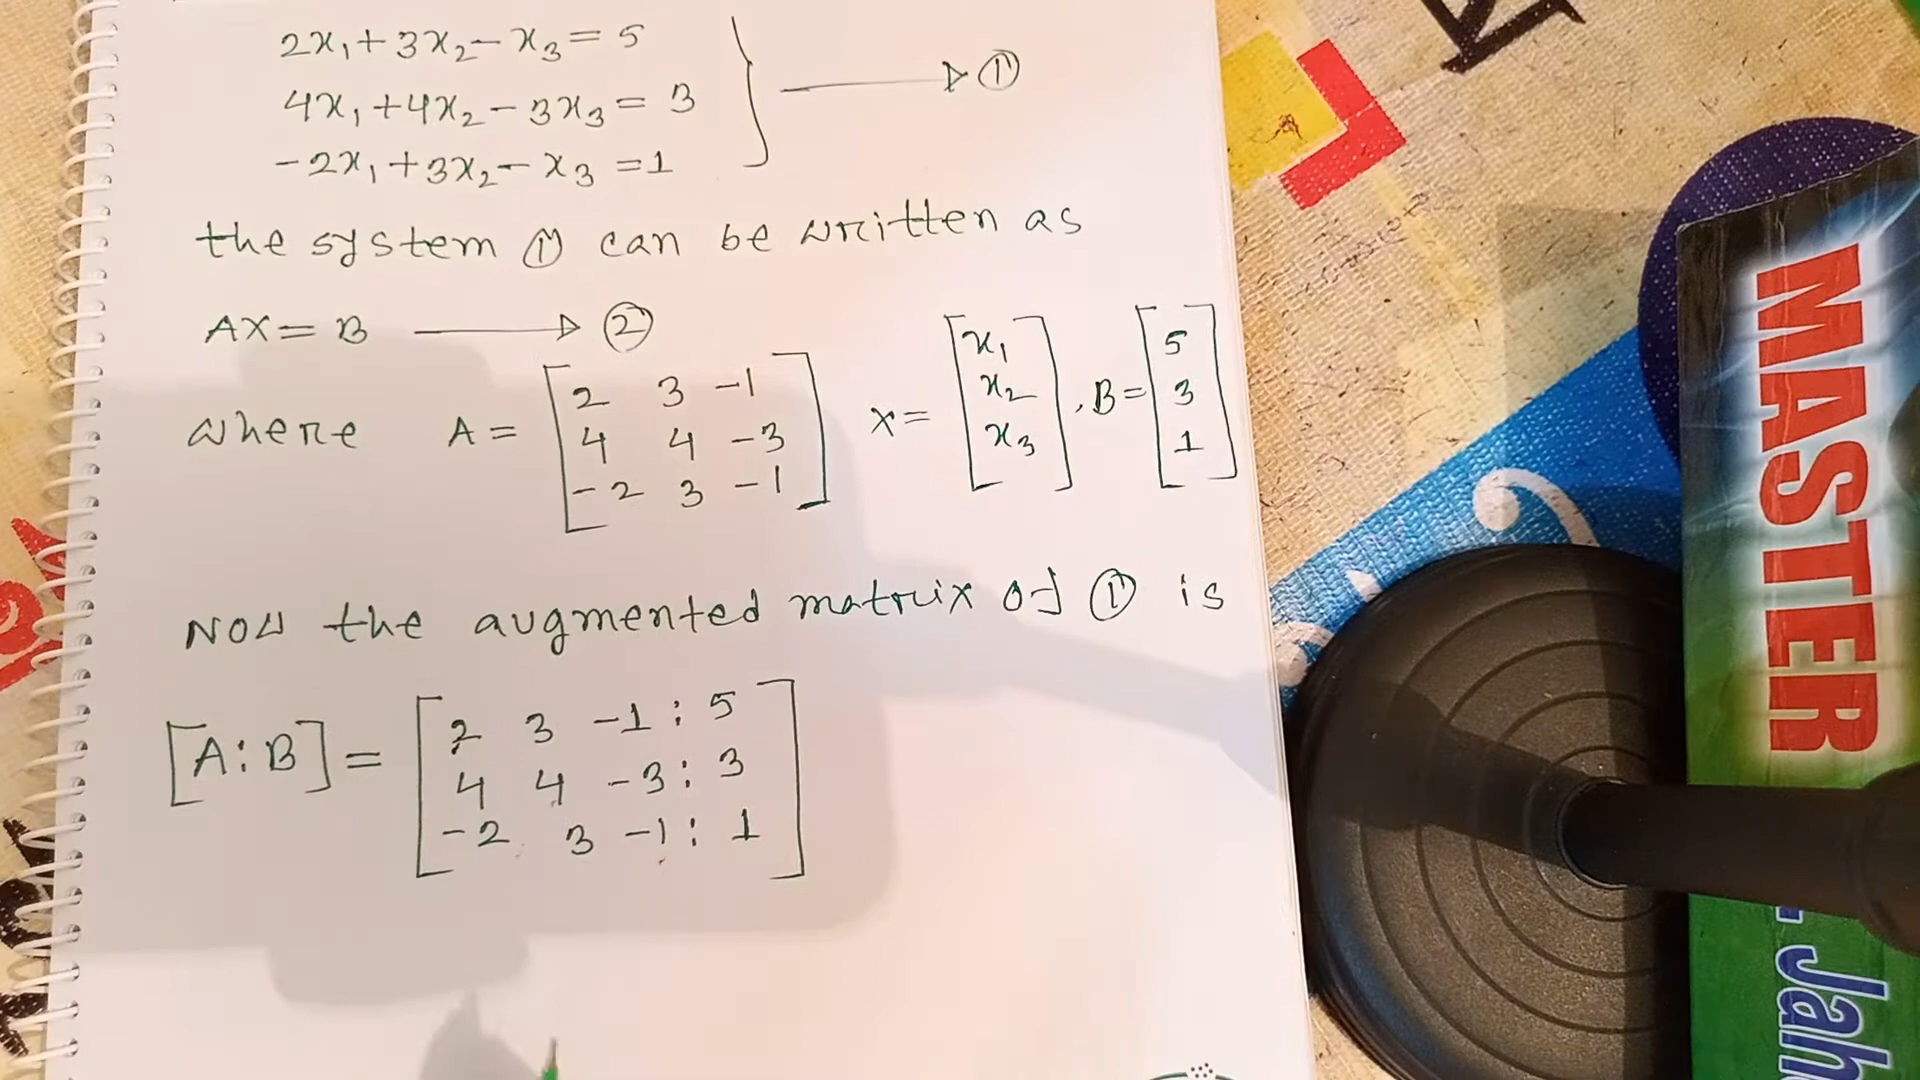 2x₁+3x₂-x₃=5
4x₁+4x₂-3x₃=3
-2x₁+3x₂-x₃=1
→ ①
the system ① can be written as
AX=B → ②
where A= [2 3 -1
4 4 -3
-2 3 -1]
X= [x₁
x₂
x₃]
, B= [5
3
1]
Now the augmented matrix of ① is
[A:B]= [2 3 -1 : 5
4 4 -3 : 3
-2 3 -1 : 1]
MASTER
Jah